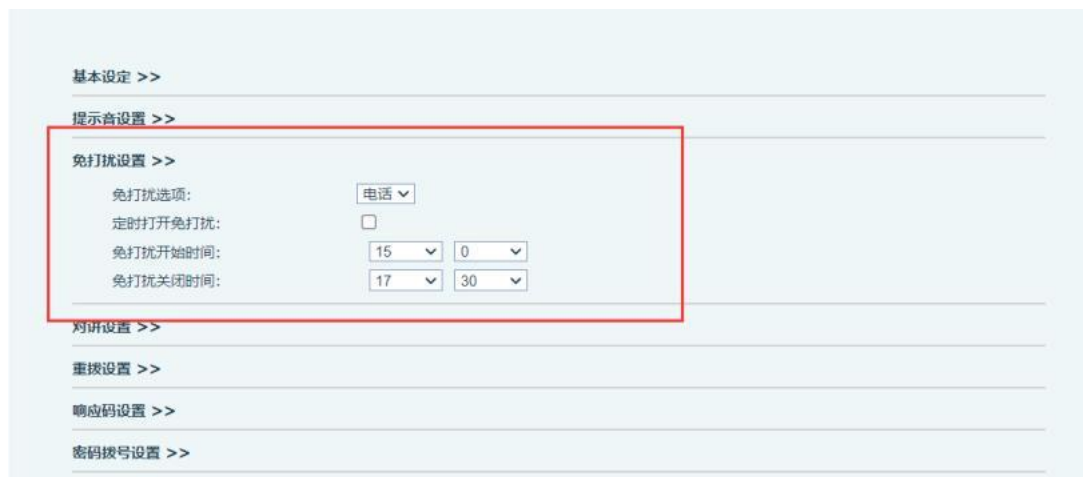 基本设定 >>
提示音设置 >>
免打扰设置 >>
免打扰选项: 电话
定时打开免打扰:
免打扰开始时间: 15 0
免打扰关闭时间: 17 30
对讲设置 >>
重拨设置 >>
响应码设置 >>
密码拨号设置 >>